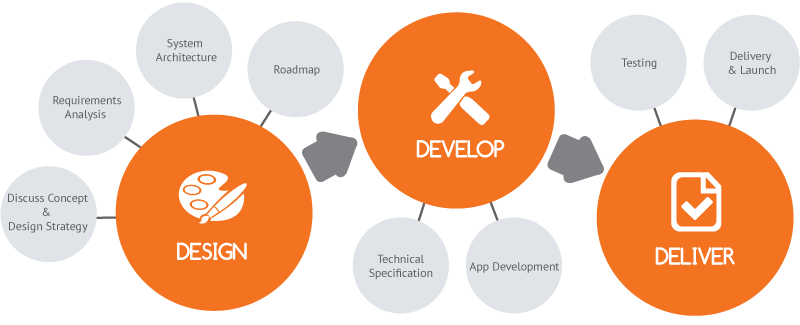 Discuss Concept
&
Design Strategy
Requirements
Analysis
System
Architecture
Roadmap
DESIGN
DEVELOP
Technical
Specification
App Development
Testing
Delivery
& Launch
DELIVER